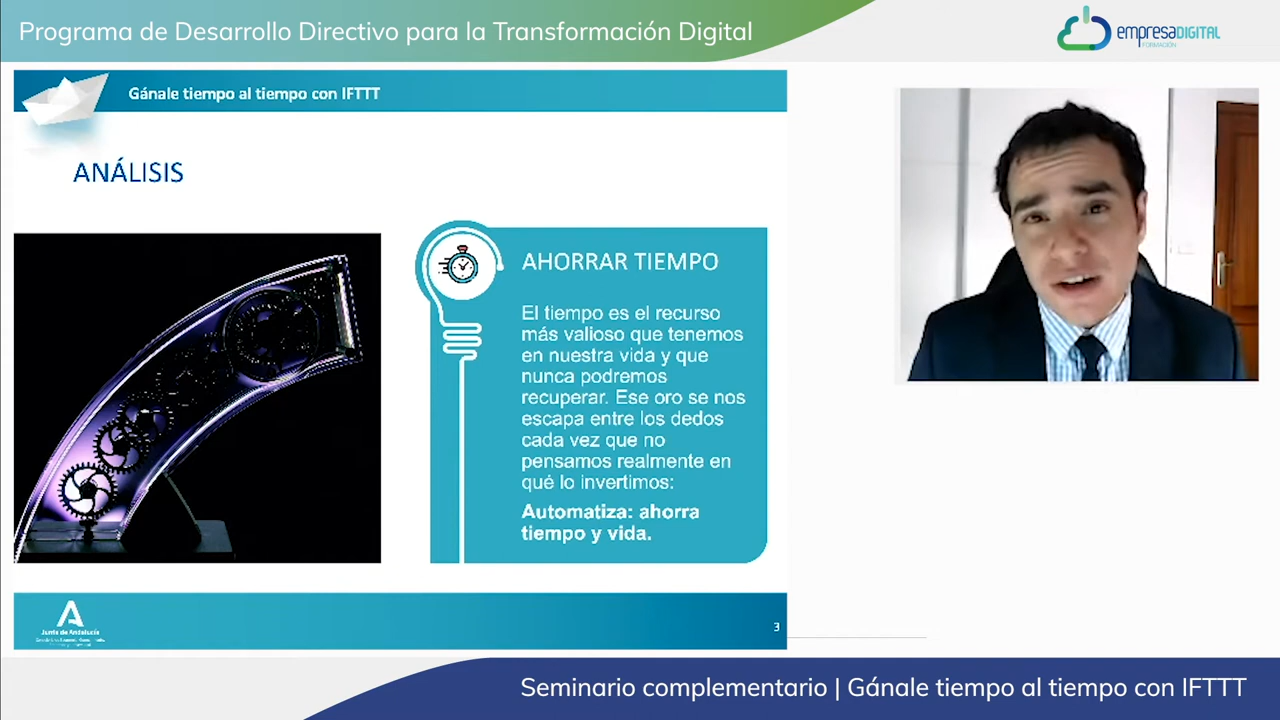 Programa de Desarrollo Directivo para la Transformación Digital
empresaDIGITAL
FORMACIÓN
Gánale tiempo al tiempo con IFTTT
ANÁLISIS
AHORRAR TIEMPO
El tiempo es el recurso
más valioso que tenemos
en nuestra vida y que
nunca podremos
recuperar. Ese oro se nos
escapa entre los dedos
cada vez que no
pensamos realmente en
qué lo invertimos:
Automatiza: ahorra
tiempo y vida.
Junta de Andalucía
3
Seminario complementario | Gánale tiempo al tiempo con IFTTT